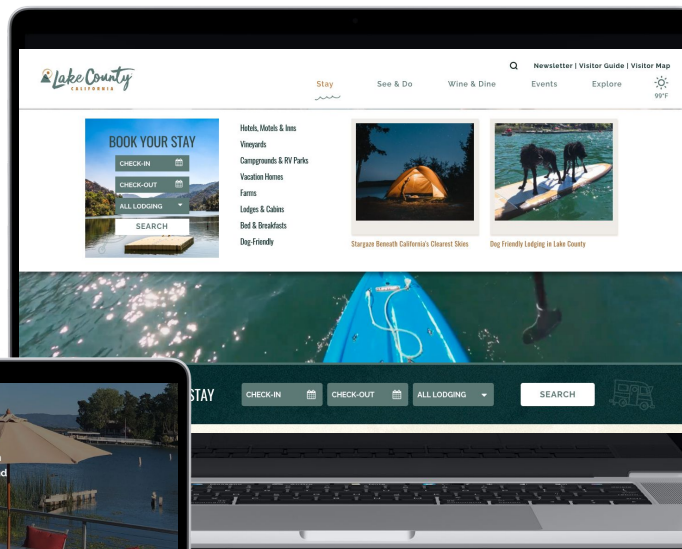 Newsletter | Visitor Guide | Visitor Map
Lake County
CALIFORNIA
Stay
See & Do
Wine & Dine
Events
Explore
99°F
BOOK YOUR STAY
CHECK-IN
CHECK-OUT
ALL LODGING
SEARCH
Hotels, Motels & Inns
Vineyards
Campgrounds & RV Parks
Vacation Homes
Farms
Lodges & Cabins
Bed & Breakfasts
Dog-Friendly
Stargaze Beneath California's Clearest Skies
Dog Friendly Lodging in Lake County
STAY
CHECK-IN
CHECK-OUT
ALL LODGING
SEARCH